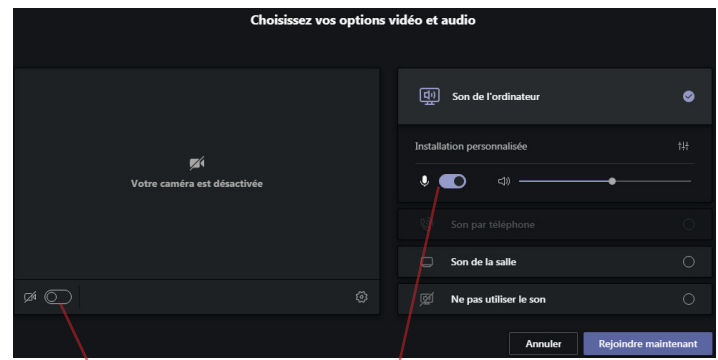 Choisissez vos options vidéo et audio
Votre caméra est désactivée
Son de l'ordinateur
Installation personnalisée
Son par téléphone
Son de la salle
Ne pas utiliser le son
Annuler
Rejoindre maintenant